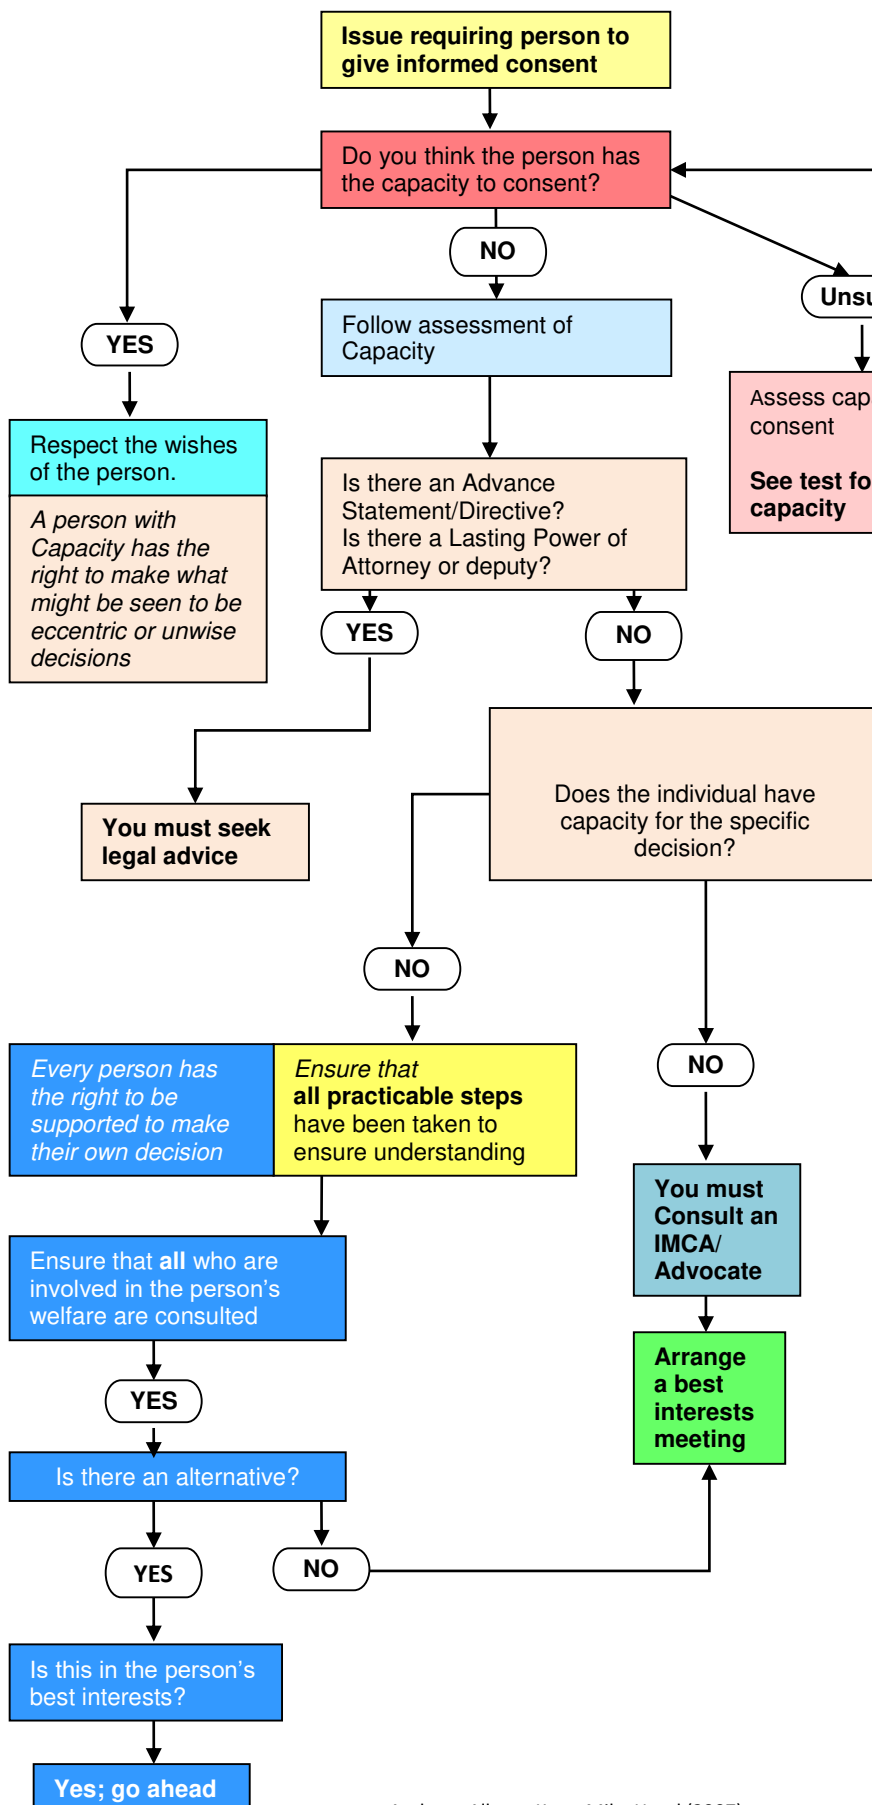 Issue requiring person to
give informed consent
Do you think the person has
the capacity to consent?
NO
Unsu
YES
Follow assessment of
Capacity
Assess cap
consent
See test fo
capacity
Respect the wishes
of the person.
A person with
Capacity has the
right to make what
might be seen to be
eccentric or unwise
decisions
Is there an Advance
Statement/Directive?
Is there a Lasting Power of
Attorney or deputy?
YES
NO
You must seek
legal advice
Does the individual have
capacity for the specific
decision?
NO
NO
Every person has
the right to be
supported to make
their own decision
Ensure that
all practicable steps
have been taken to
ensure understanding
You must
Consult an
IMCA/
Advocate
Ensure that all who are
involved in the person's
welfare are consulted
Arrange
a best
interests
meeting
YES
Is there an alternative?
YES
NO
Is this in the person's
best interests?
Yes; go ahead